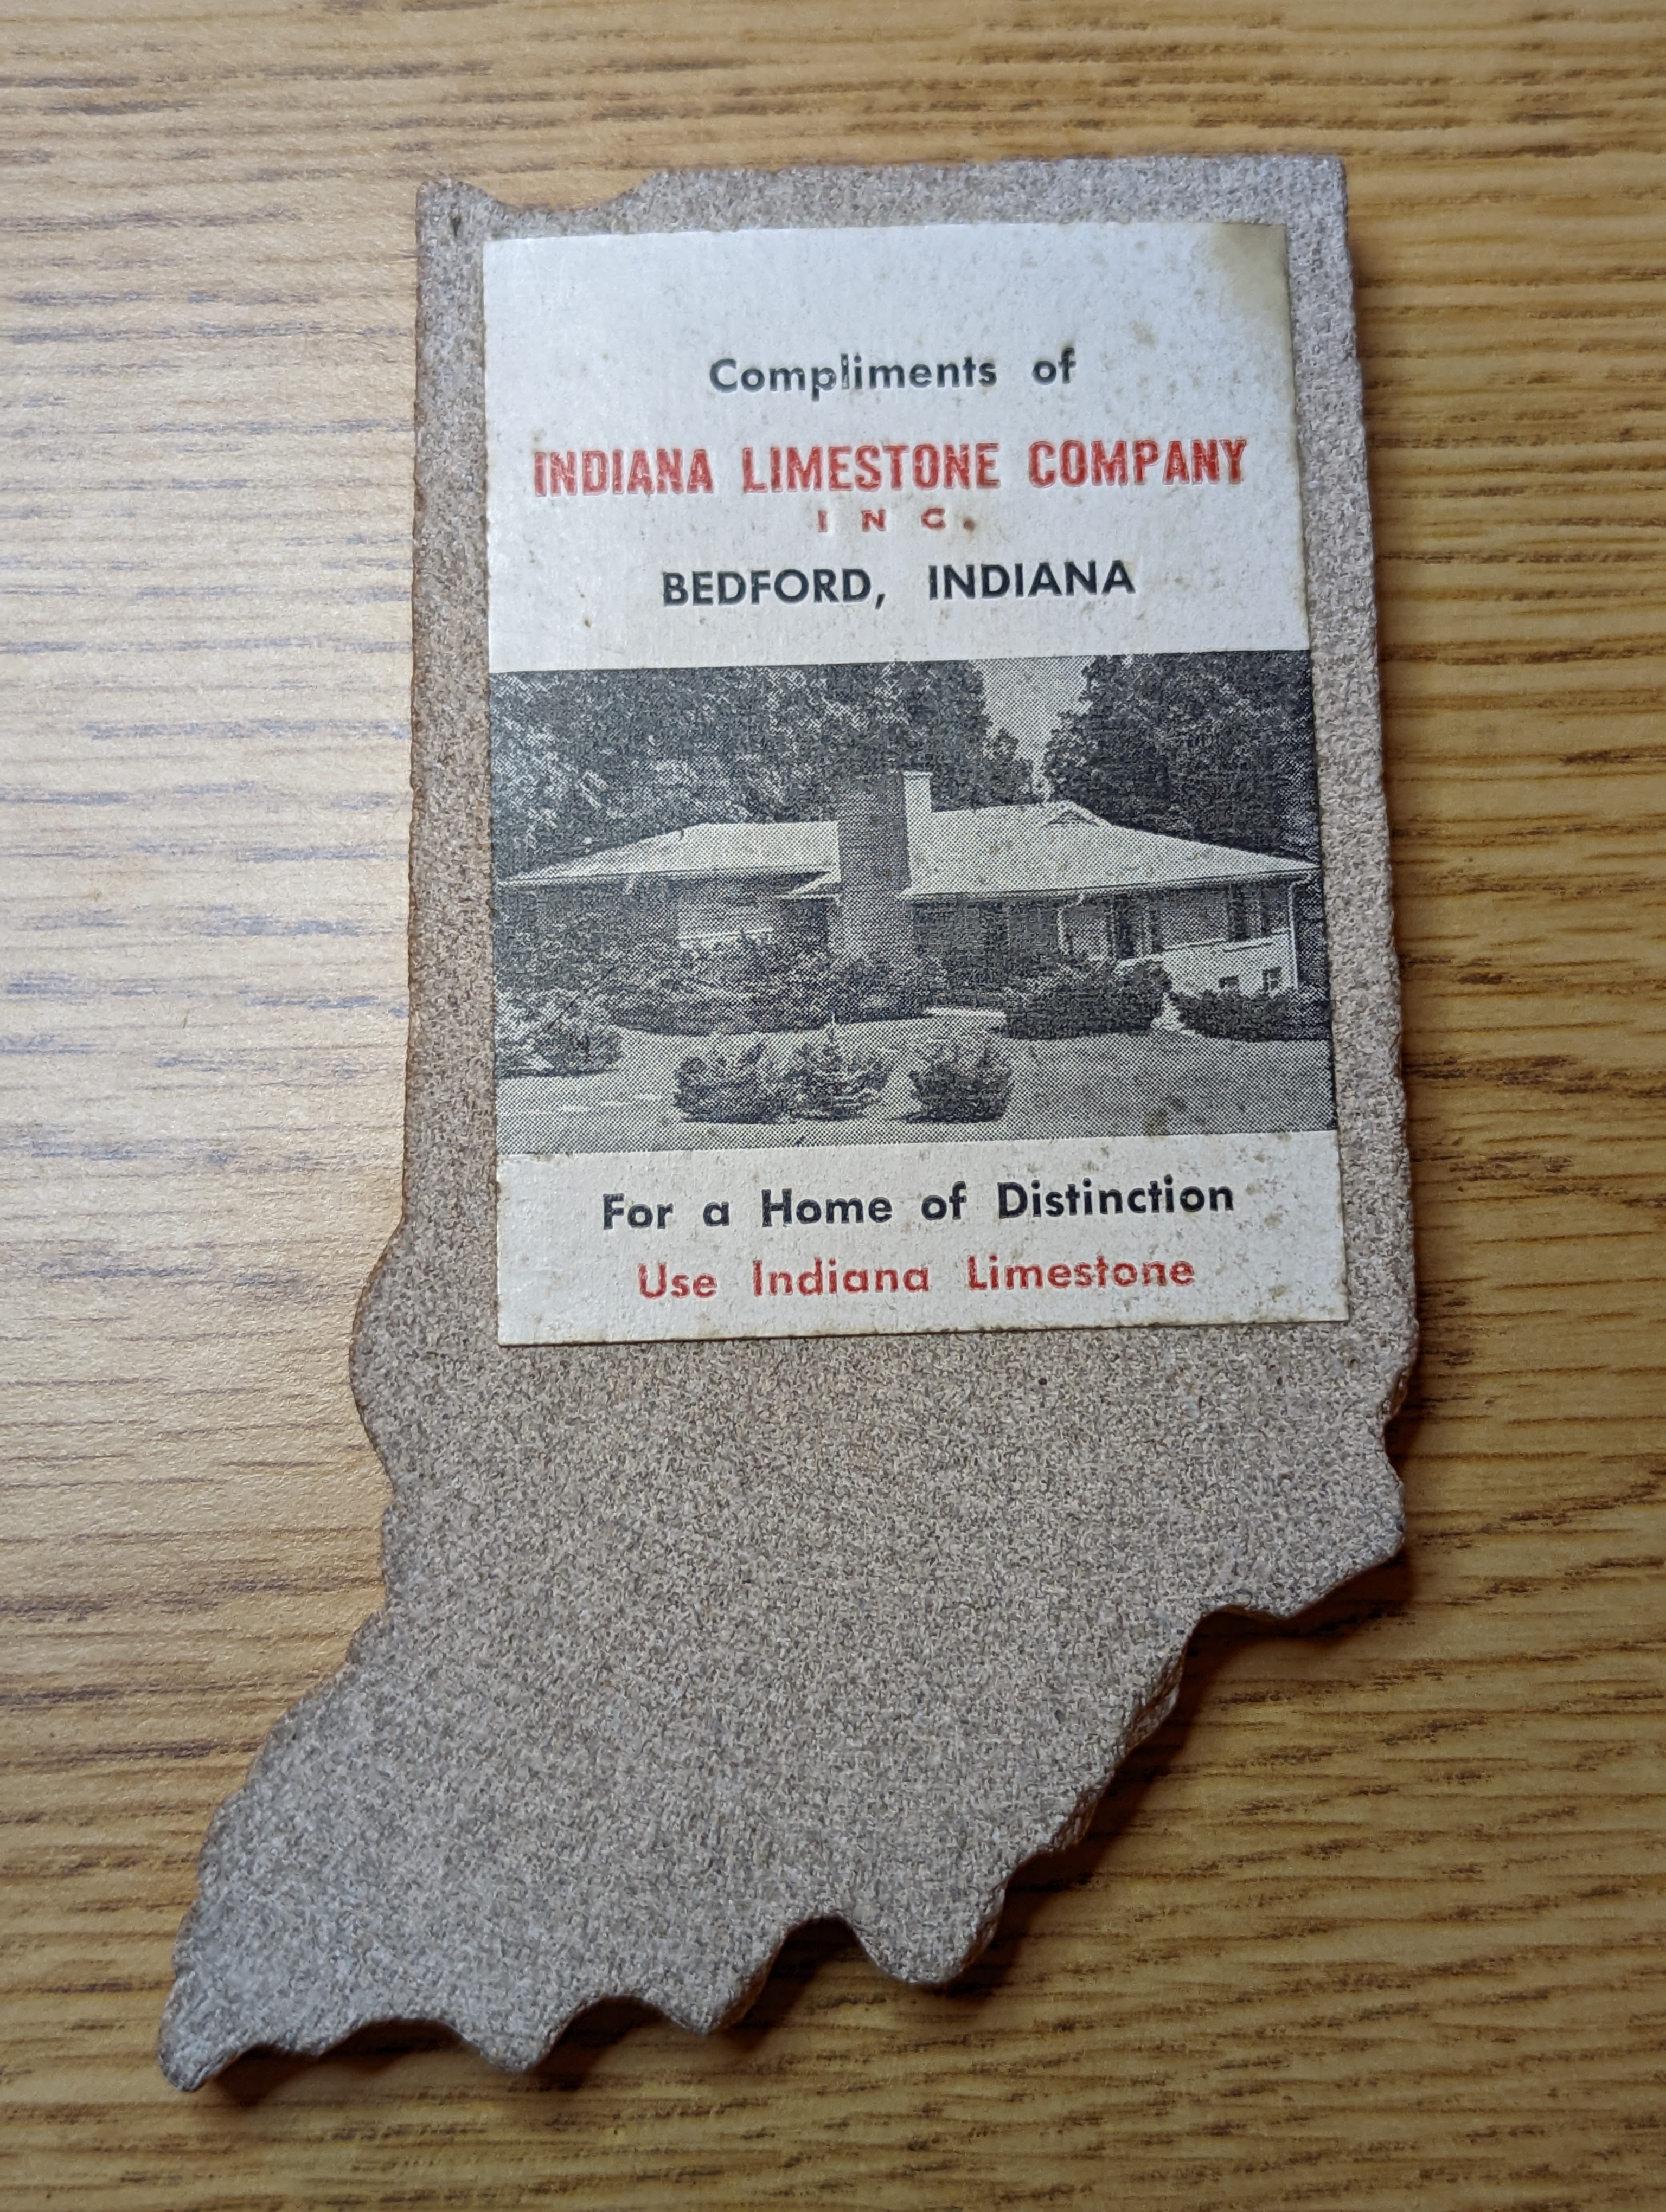 Compliments of
INDIANA LIMESTONE COMPANY
INC.
BEDFORD, INDIANA
For a Home of Distinction
Use Indiana Limestone